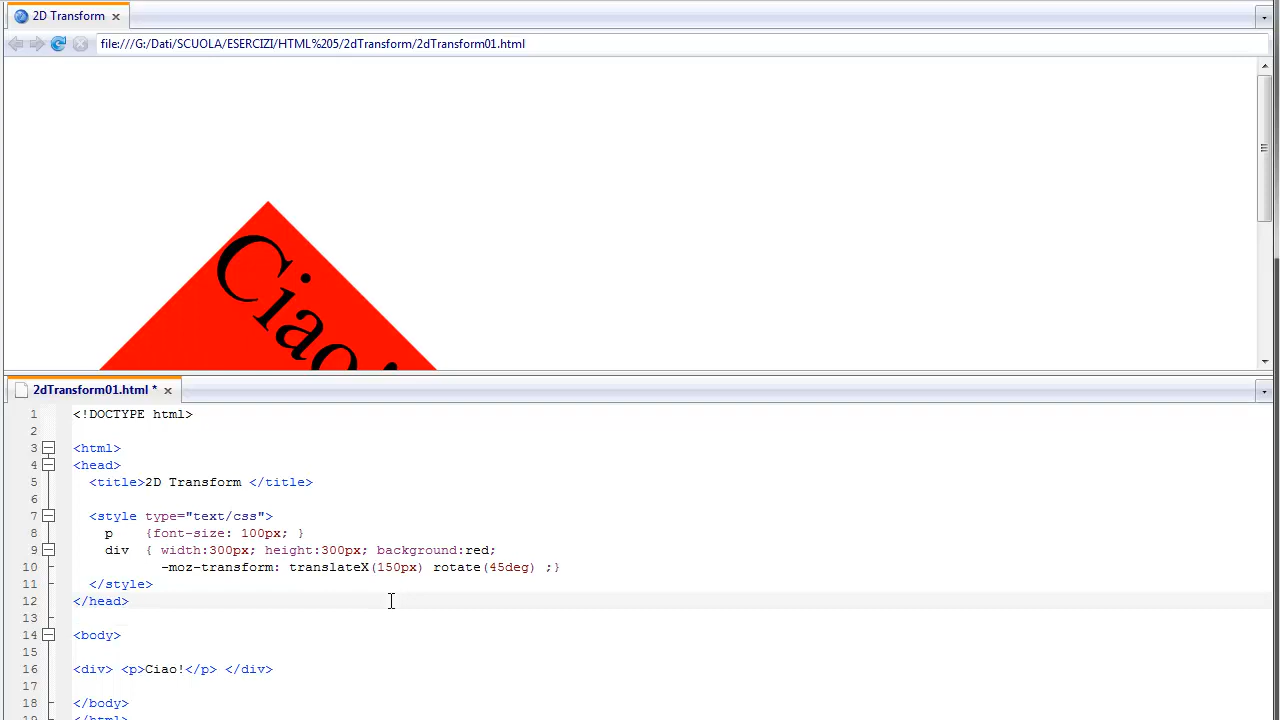 2D Transform
file:///G:/Dati/SCUOLA/ESERCIZI/HTML%205/2dTransform/2dTransform01.html
Ciao!
2dTransform01.html *
1 <!DOCTYPE html>
2
3 <html>
4 <head>
5 <title>2D Transform </title>
6
7 <style type="text/css">
8 p {font-size: 100px; }
9 div { width:300px; height:300px; background:red;
10 -moz-transform: translateX(150px) rotate(45deg) ;}
11 </style>
12 </head>
13
14 <body>
15
16 <div> <p>Ciao!</p> </div>
17
18 </body>
19 </html>